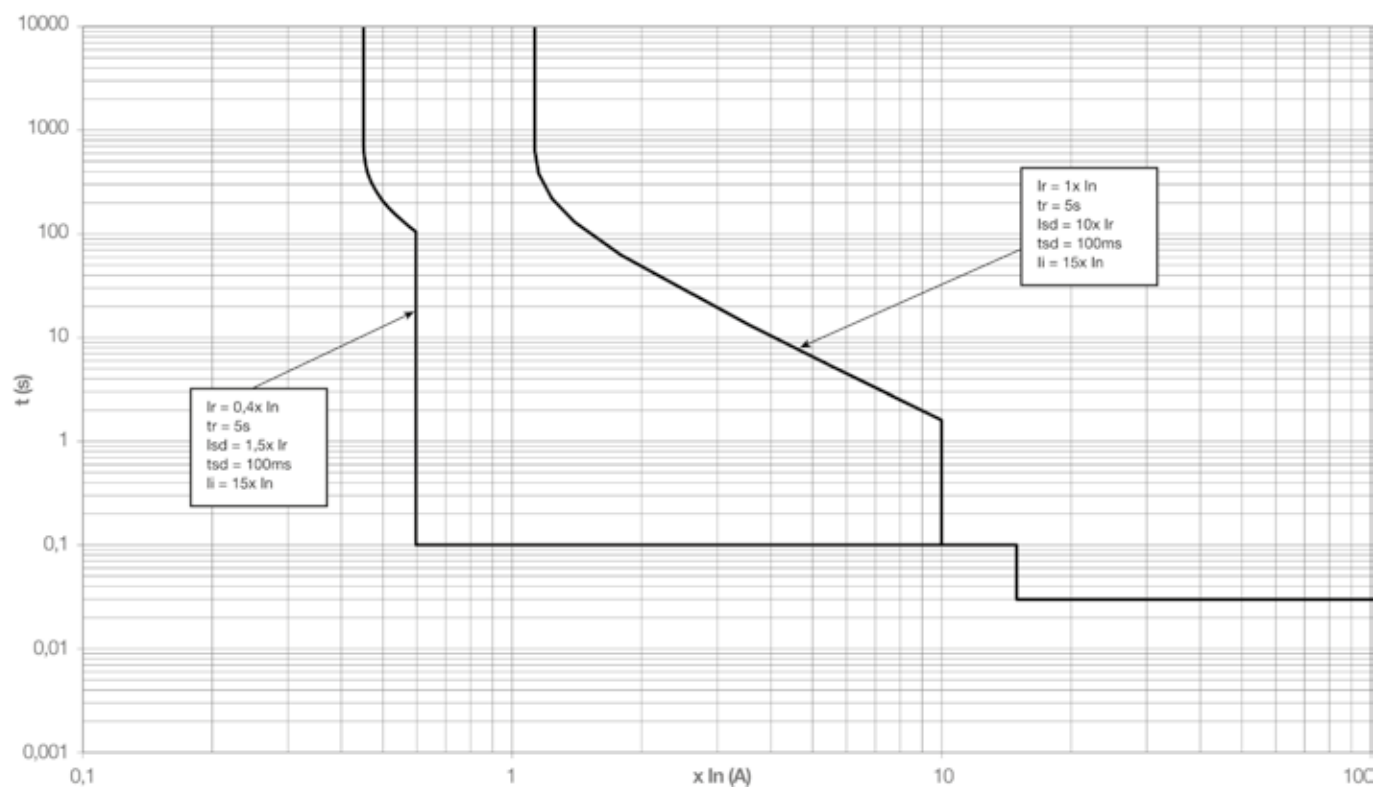 10000
1000
100
10
1
0,1
0,01
0,001
t (s)
Ir = 1x In
tr = 5s
Isd = 10x Ir
tsd = 100ms
Ii = 15x In
Ir = 0,4x In
tr = 5s
Isd = 1,5x Ir
tsd = 100ms
Ii = 15x In
0,1
1
x In (A)
10
100